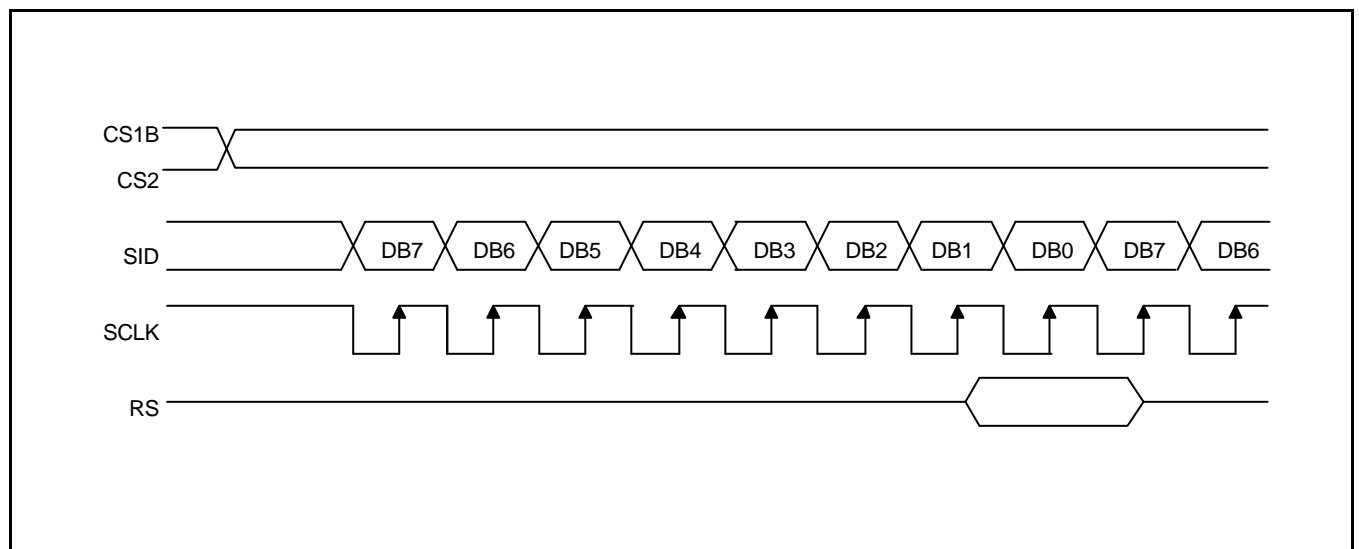 CS1B
CS2
SID DB7 DB6 DB5 DB4 DB3 DB2 DB1 DB0 DB7 DB6
SCLK
RS